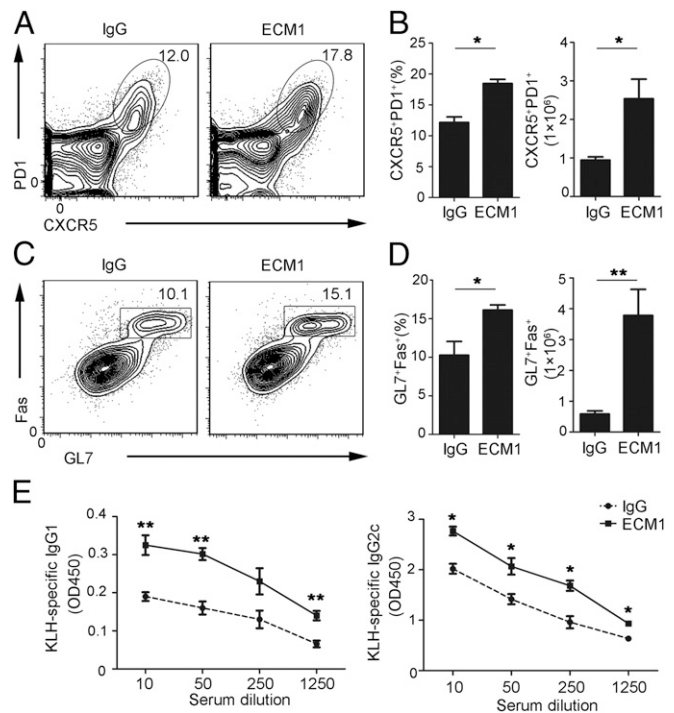 A
IgG
ECM1
12.0
17.8
PD1
0
0
CXCR5
B
CXCR5⁺PD1⁺(%)
25
20
15
10
5
0
*
IgG
ECM1
CXCR5⁺PD1⁺
(1×10⁶)
4
3
2
1
0
*
IgG
ECM1
C
IgG
ECM1
10.1
15.1
Fas
0
GL7
D
GL7⁺Fas⁺(%)
20
15
10
5
0
*
IgG
ECM1
GL7⁺Fas⁺
(1×10⁶)
5
4
3
2
1
0
**
IgG
ECM1
E
KLH-specific IgG1
(OD450)
0.4
0.3
0.2
0.1
0
**
**
**
10
50
250
1250
Serum dilution
KLH-specific IgG2c
(OD450)
3
2
1
0
*
*
*
*
10
50
250
1250
Serum dilution
IgG
ECM1